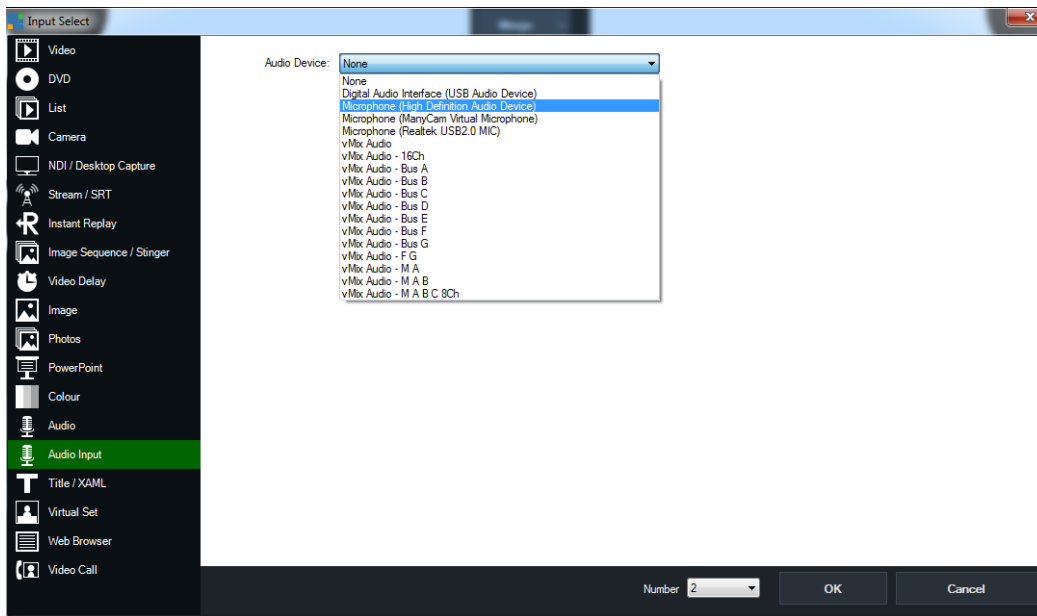 Input Select
Video
DVD
List
Camera
NDI / Desktop Capture
Stream / SRT
Instant Replay
Image Sequence / Stinger
Video Delay
Image
Photos
PowerPoint
Colour
Audio
Audio Input
Title / XAML
Virtual Set
Web Browser
Video Call
Audio Device: None
None
Digital Audio Interface (USB Audio Device)
Microphone (High Definition Audio Device)
Microphone (ManyCam Virtual Microphone)
Microphone (Realtek USB2.0 MIC)
vMix Audio
vMix Audio - 16Ch
vMix Audio - Bus A
vMix Audio - Bus B
vMix Audio - Bus C
vMix Audio - Bus D
vMix Audio - Bus E
vMix Audio - Bus F
vMix Audio - Bus G
vMix Audio - F G
vMix Audio - M A
vMix Audio - M A B
vMix Audio - M A B C 8Ch
Number 2 OK Cancel